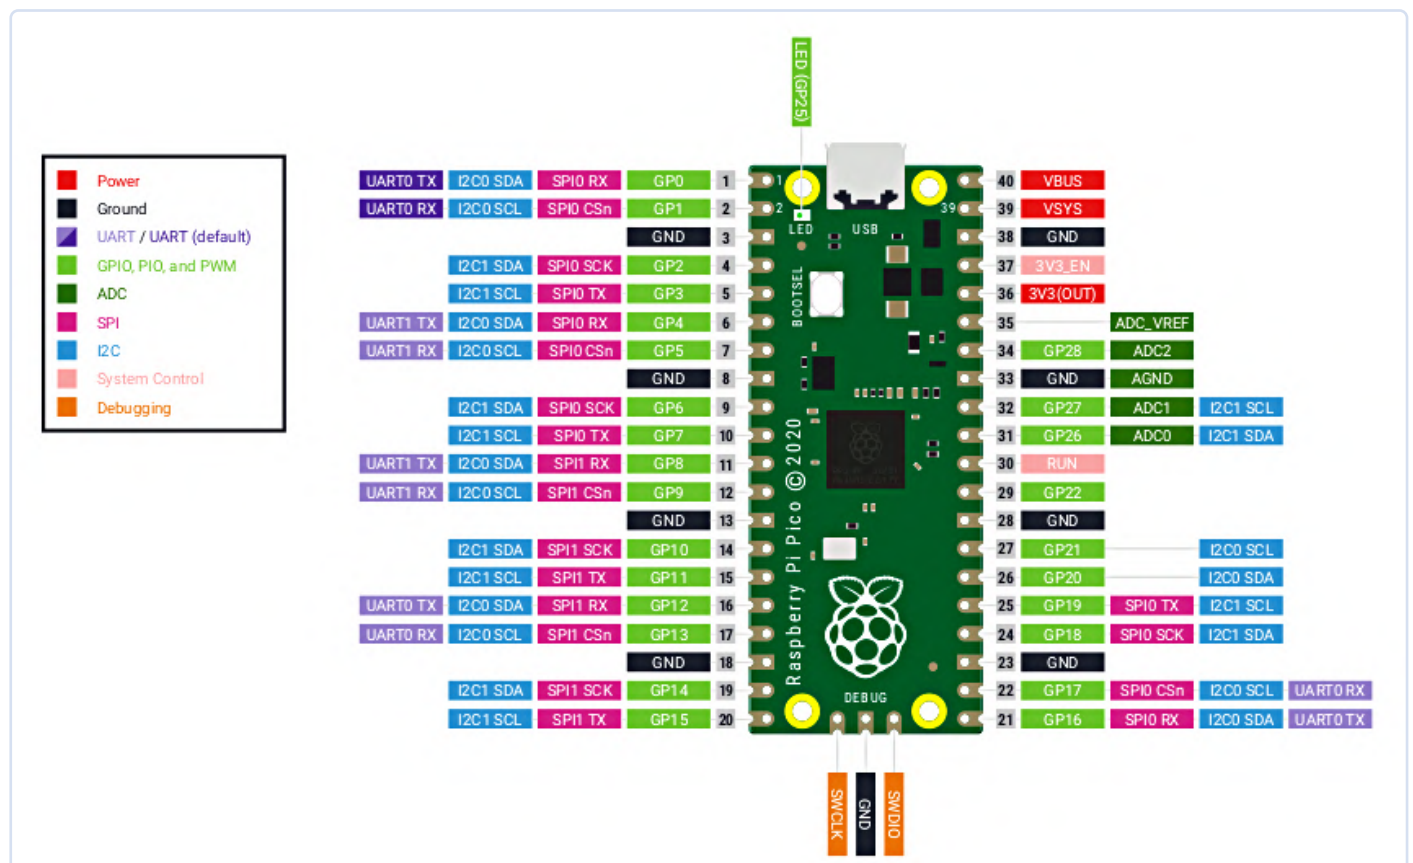 LED (GP25)
Power
Ground
UART / UART (default)
GPIO, PIO, and PWM
ADC
SPI
I2C
System Control
Debugging
UART0 TX I2C0 SDA SPI0 RX GP0 1
UART0 RX I2C0 SCL SPI0 CSn GP1 2
GND 3
I2C1 SDA SPI0 SCK GP2 4
I2C1 SCL SPI0 TX GP3 5
UART1 TX I2C0 SDA SPI0 RX GP4 6
UART1 RX I2C0 SCL SPI0 CSn GP5 7
GND 8
I2C1 SDA SPI0 SCK GP6 9
I2C1 SCL SPI0 TX GP7 10
UART1 TX I2C0 SDA SPI1 RX GP8 11
UART1 RX I2C0 SCL SPI1 CSn GP9 12
GND 13
I2C1 SDA SPI1 SCK GP10 14
I2C1 SCL SPI1 TX GP11 15
UART0 TX I2C0 SDA SPI1 RX GP12 16
UART0 RX I2C0 SCL SPI1 CSn GP13 17
GND 18
I2C1 SDA SPI1 SCK GP14 19
I2C1 SCL SPI1 TX GP15 20
1
2
39
LED
USB
BOOTSEL
Raspberry Pi Pico © 2020
DEBUG
40 VBUS
39 VSYS
38 GND
37 3V3_EN
36 3V3(OUT)
35 ADC_VREF
34 GP28 ADC2
33 GND AGND
32 GP27 ADC1 I2C1 SCL
31 GP26 ADC0 I2C1 SDA
30 RUN
29 GP22
28 GND
27 GP21 I2C0 SCL
26 GP20 I2C0 SDA
25 GP19 SPI0 TX I2C1 SCL
24 GP18 SPI0 SCK I2C1 SDA
23 GND
22 GP17 SPI0 CSn I2C0 SCL UART0 RX
21 GP16 SPI0 RX I2C0 SDA UART0 TX
SWCLK
GND
SWDIO